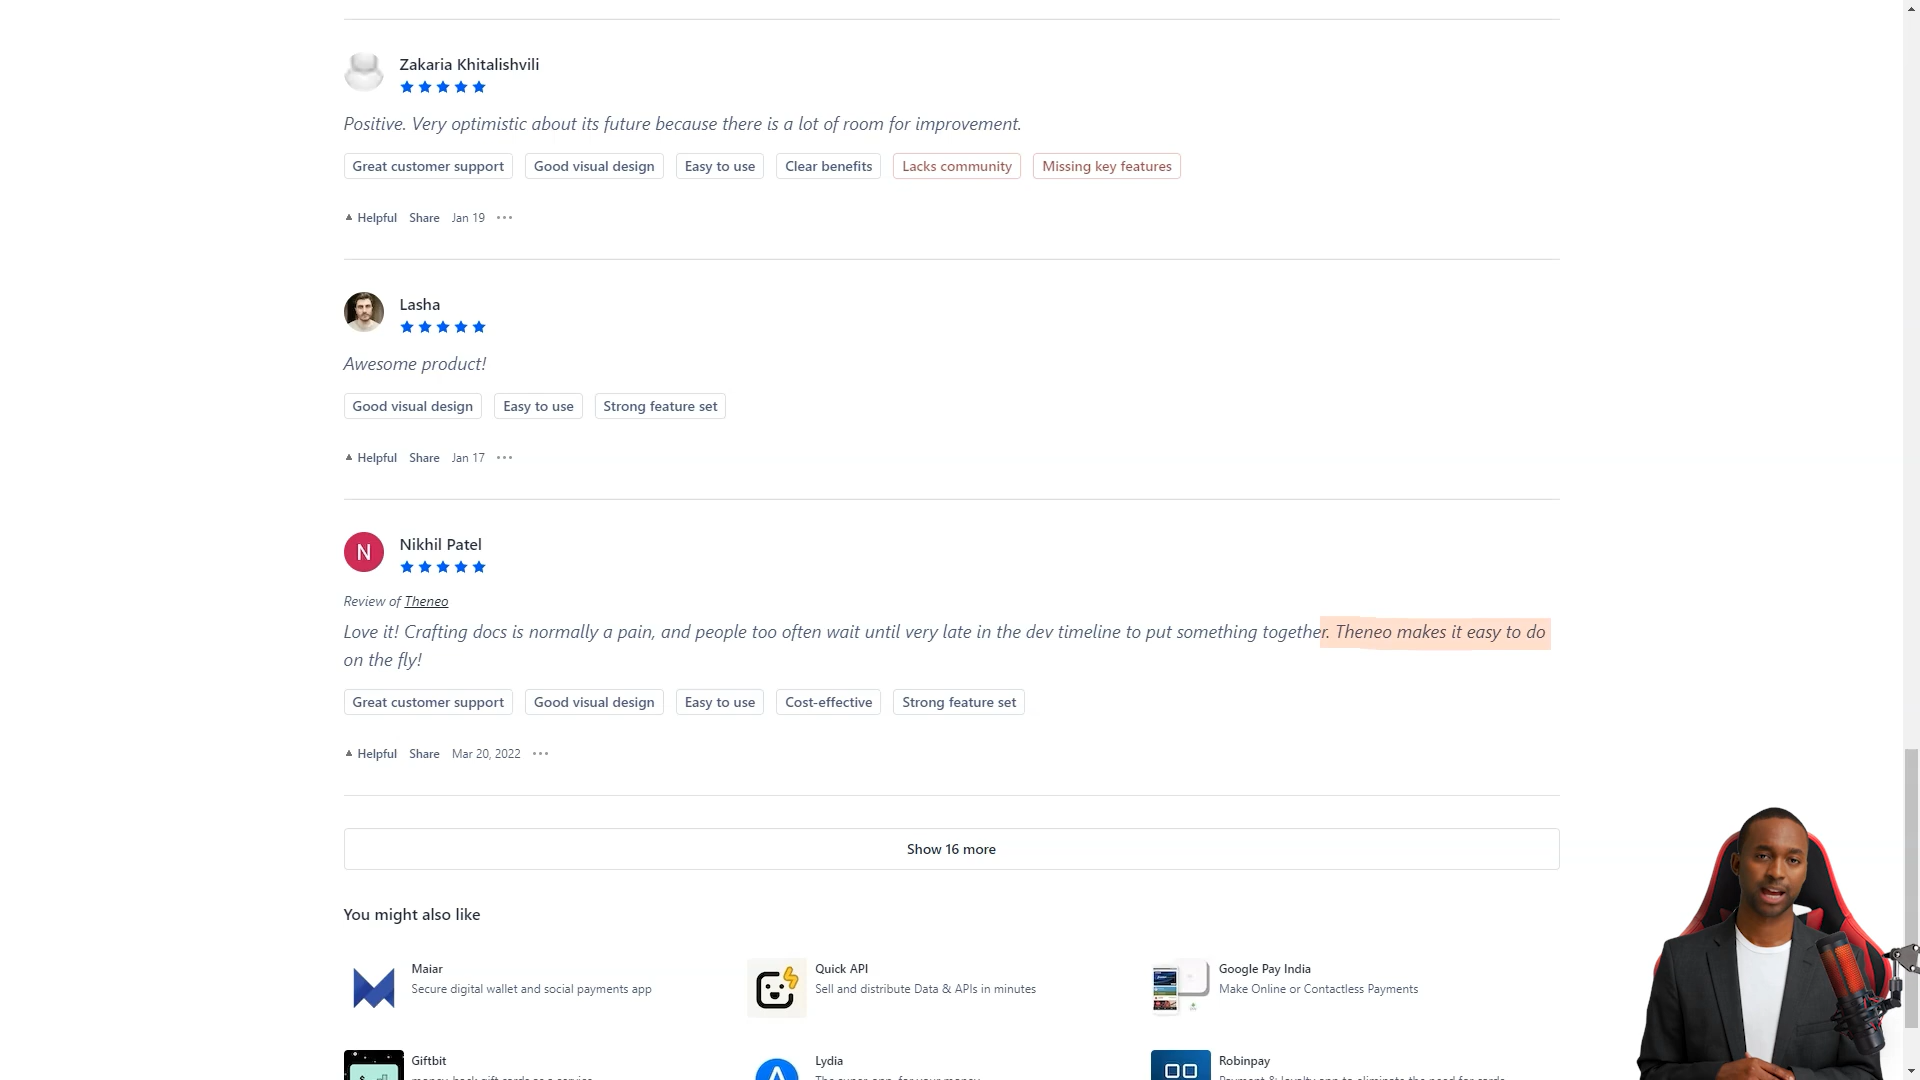 Zakaria Khitalishvili
Positive. Very optimistic about its future because there is a lot of room for improvement.
Great customer support Good visual design Easy to use Clear benefits Lacks community Missing key features
Helpful Share Jan 19 •••
Lasha
Awesome product!
Good visual design Easy to use Strong feature set
Helpful Share Jan 17 •••
N
Nikhil Patel
Review of Theneo
Love it! Crafting docs is normally a pain, and people too often wait until very late in the dev timeline to put something together. Theneo makes it easy to do
on the fly!
Great customer support Good visual design Easy to use Cost-effective Strong feature set
Helpful Share Mar 20, 2022 •••
Show 16 more
You might also like
Maiar
Secure digital wallet and social payments app
Quick API
Sell and distribute Data & APIs in minutes
Google Pay India
Make Online or Contactless Payments
Giftbit
Lydia
Robinpay